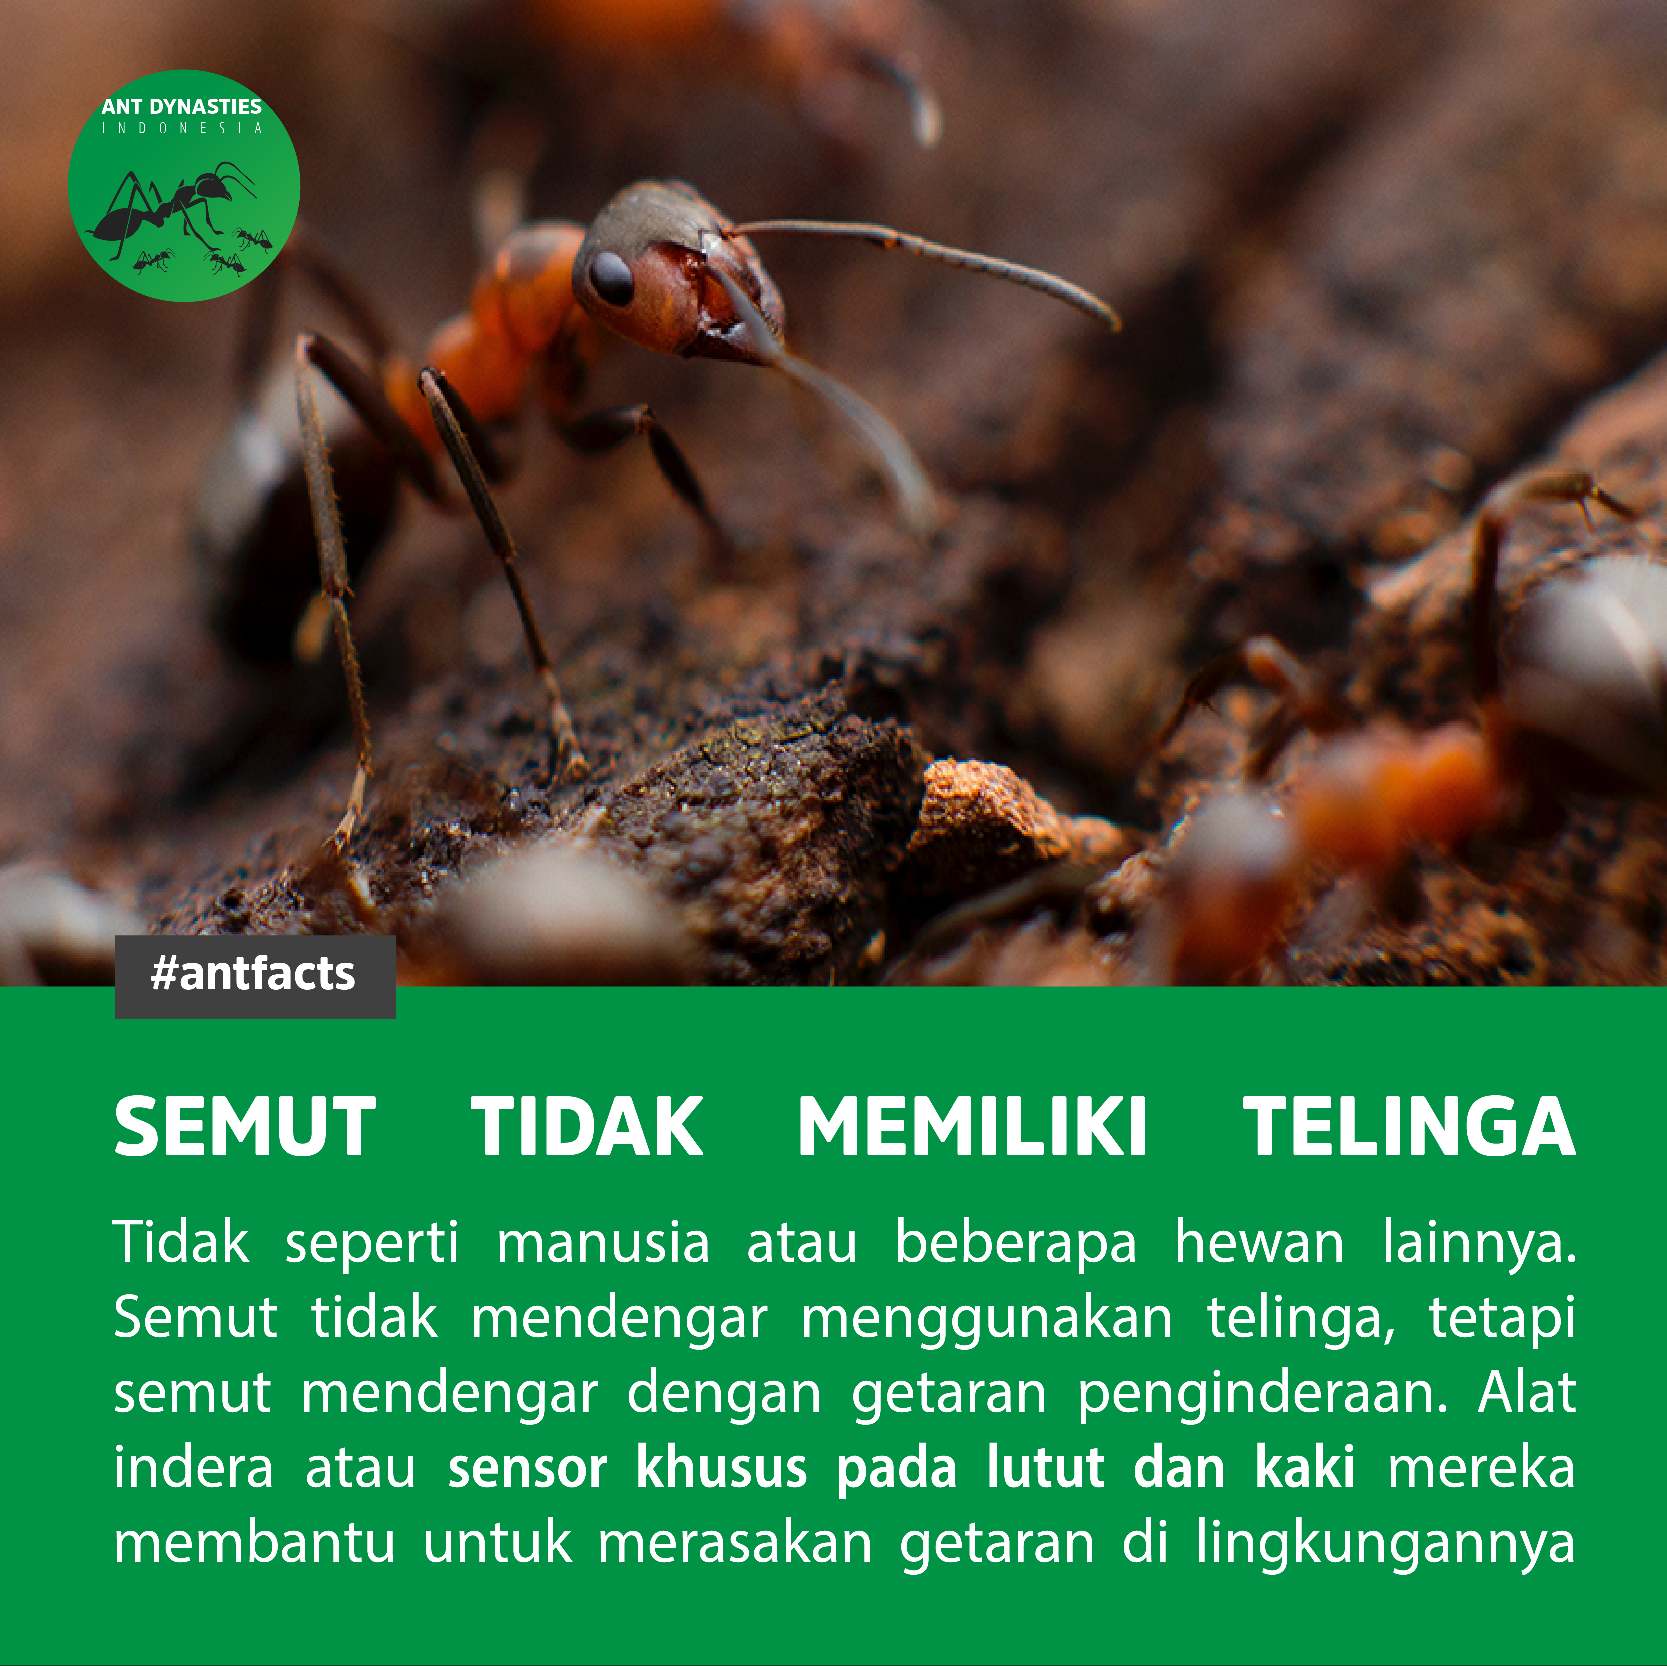 ANT DYNASTIES
INDONESIA
#antfacts
SEMUT TIDAK MEMILIKI TELINGA
Tidak seperti manusia atau beberapa hewan lainnya.
Semut tidak mendengar menggunakan telinga, tetapi
semut mendengar dengan getaran penginderaan. Alat
indera atau sensor khusus pada lutut dan kaki mereka
membantu untuk merasakan getaran di lingkungannya